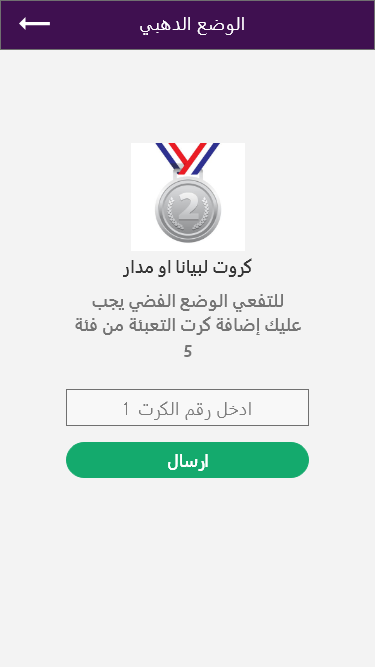 الوضع الدهبي
2
كروت لبيانا او مدار
للتفعي الوضع الفضي يجب
عليك إضافة كرت التعبئة من فئة
5
ادخل رقم الكرت 1
ارسال